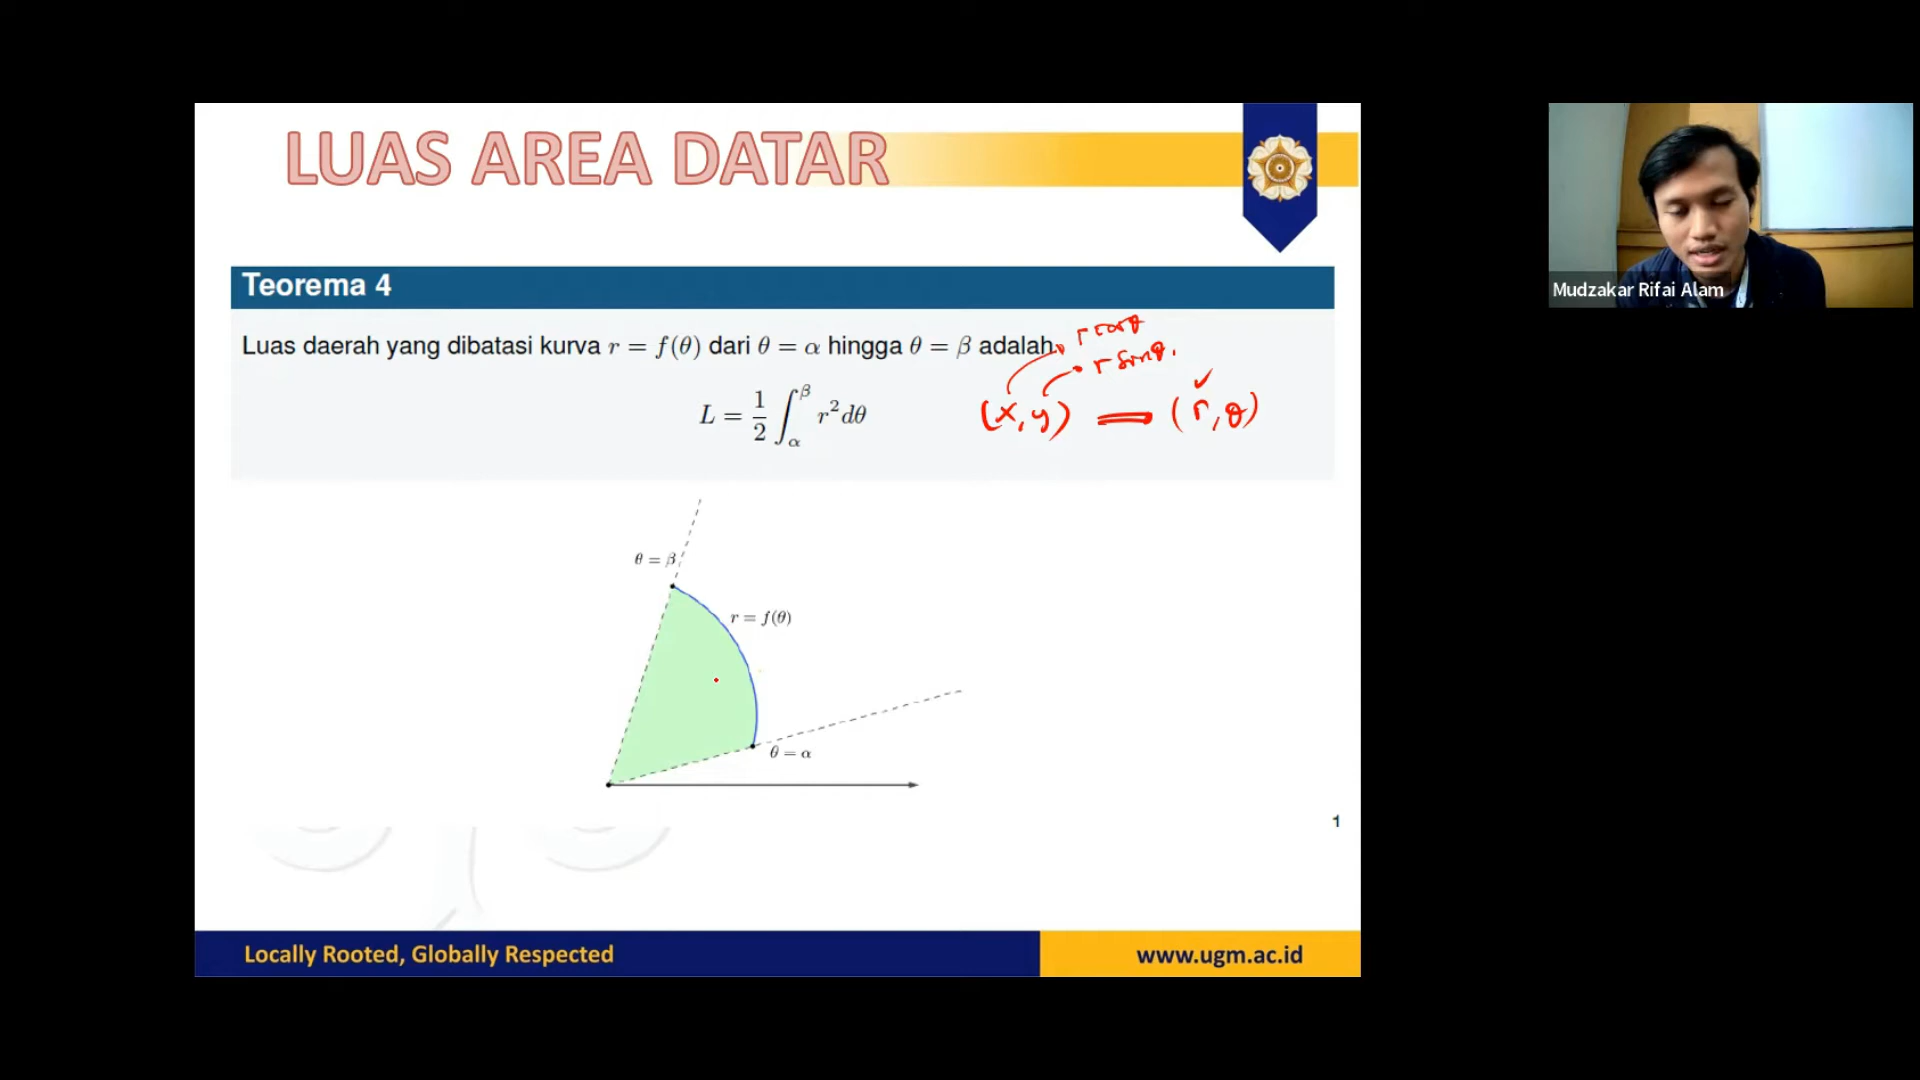 LUAS AREA DATAR
Teorema 4
Luas daerah yang dibatasi kurva r = f(θ) dari θ = α hingga θ = β adalah
r cos θ
r sin θ.
L = 1/2 ∫_α^β r² dθ
(x, y) = (r, θ)
θ = β
r = f(θ)
θ = α
1
Locally Rooted, Globally Respected
www.ugm.ac.id
Mudzakar Rifai Alam